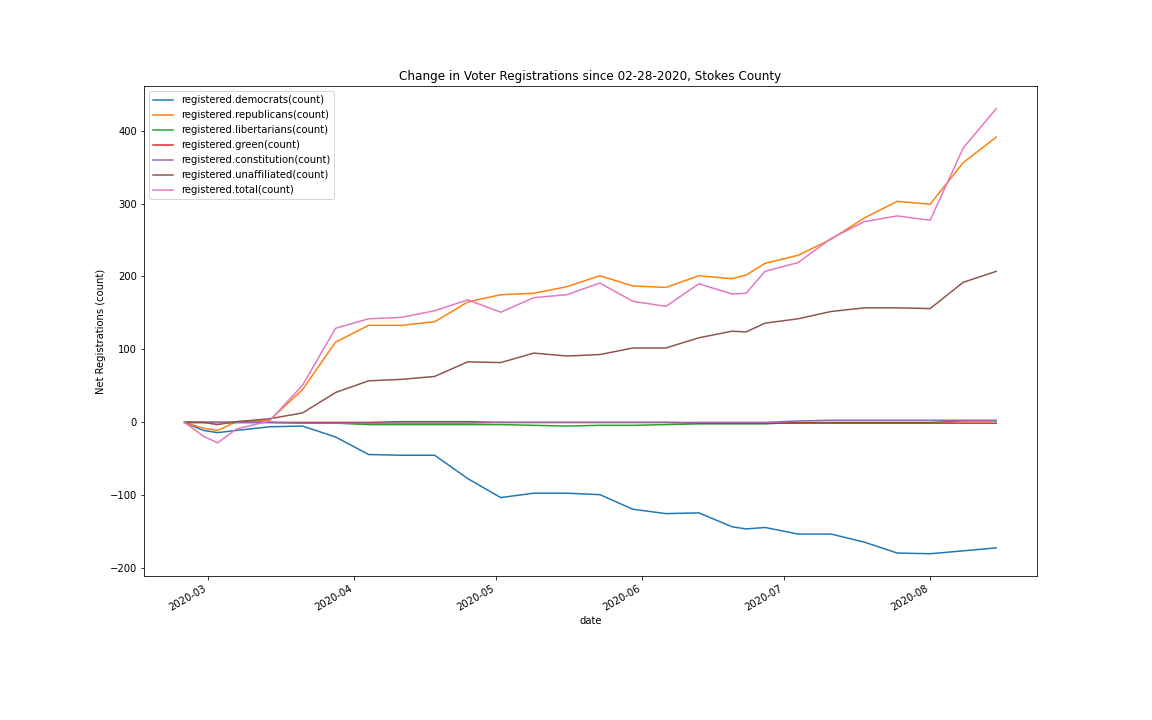 Change in Voter Registrations since 02-28-2020, Stokes County
registered.democrats(count)
registered.republicans(count)
registered.libertarians(count)
registered.green(count)
registered.constitution(count)
registered.unaffiliated(count)
registered.total(count)
Net Registrations (count)
400
300
200
100
0
−100
−200
2020-03
2020-04
2020-05
2020-06
2020-07
2020-08
date